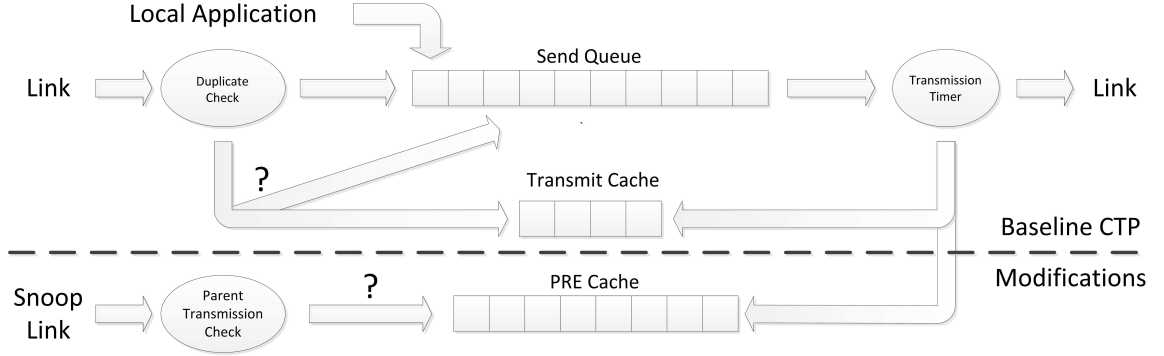 Local Application
Send Queue
Link
Duplicate
Check
Transmission
Timer
Link
?
Transmit Cache
Baseline CTP
Modifications
Snoop
Link
Parent
Transmission
Check
?
PRE Cache